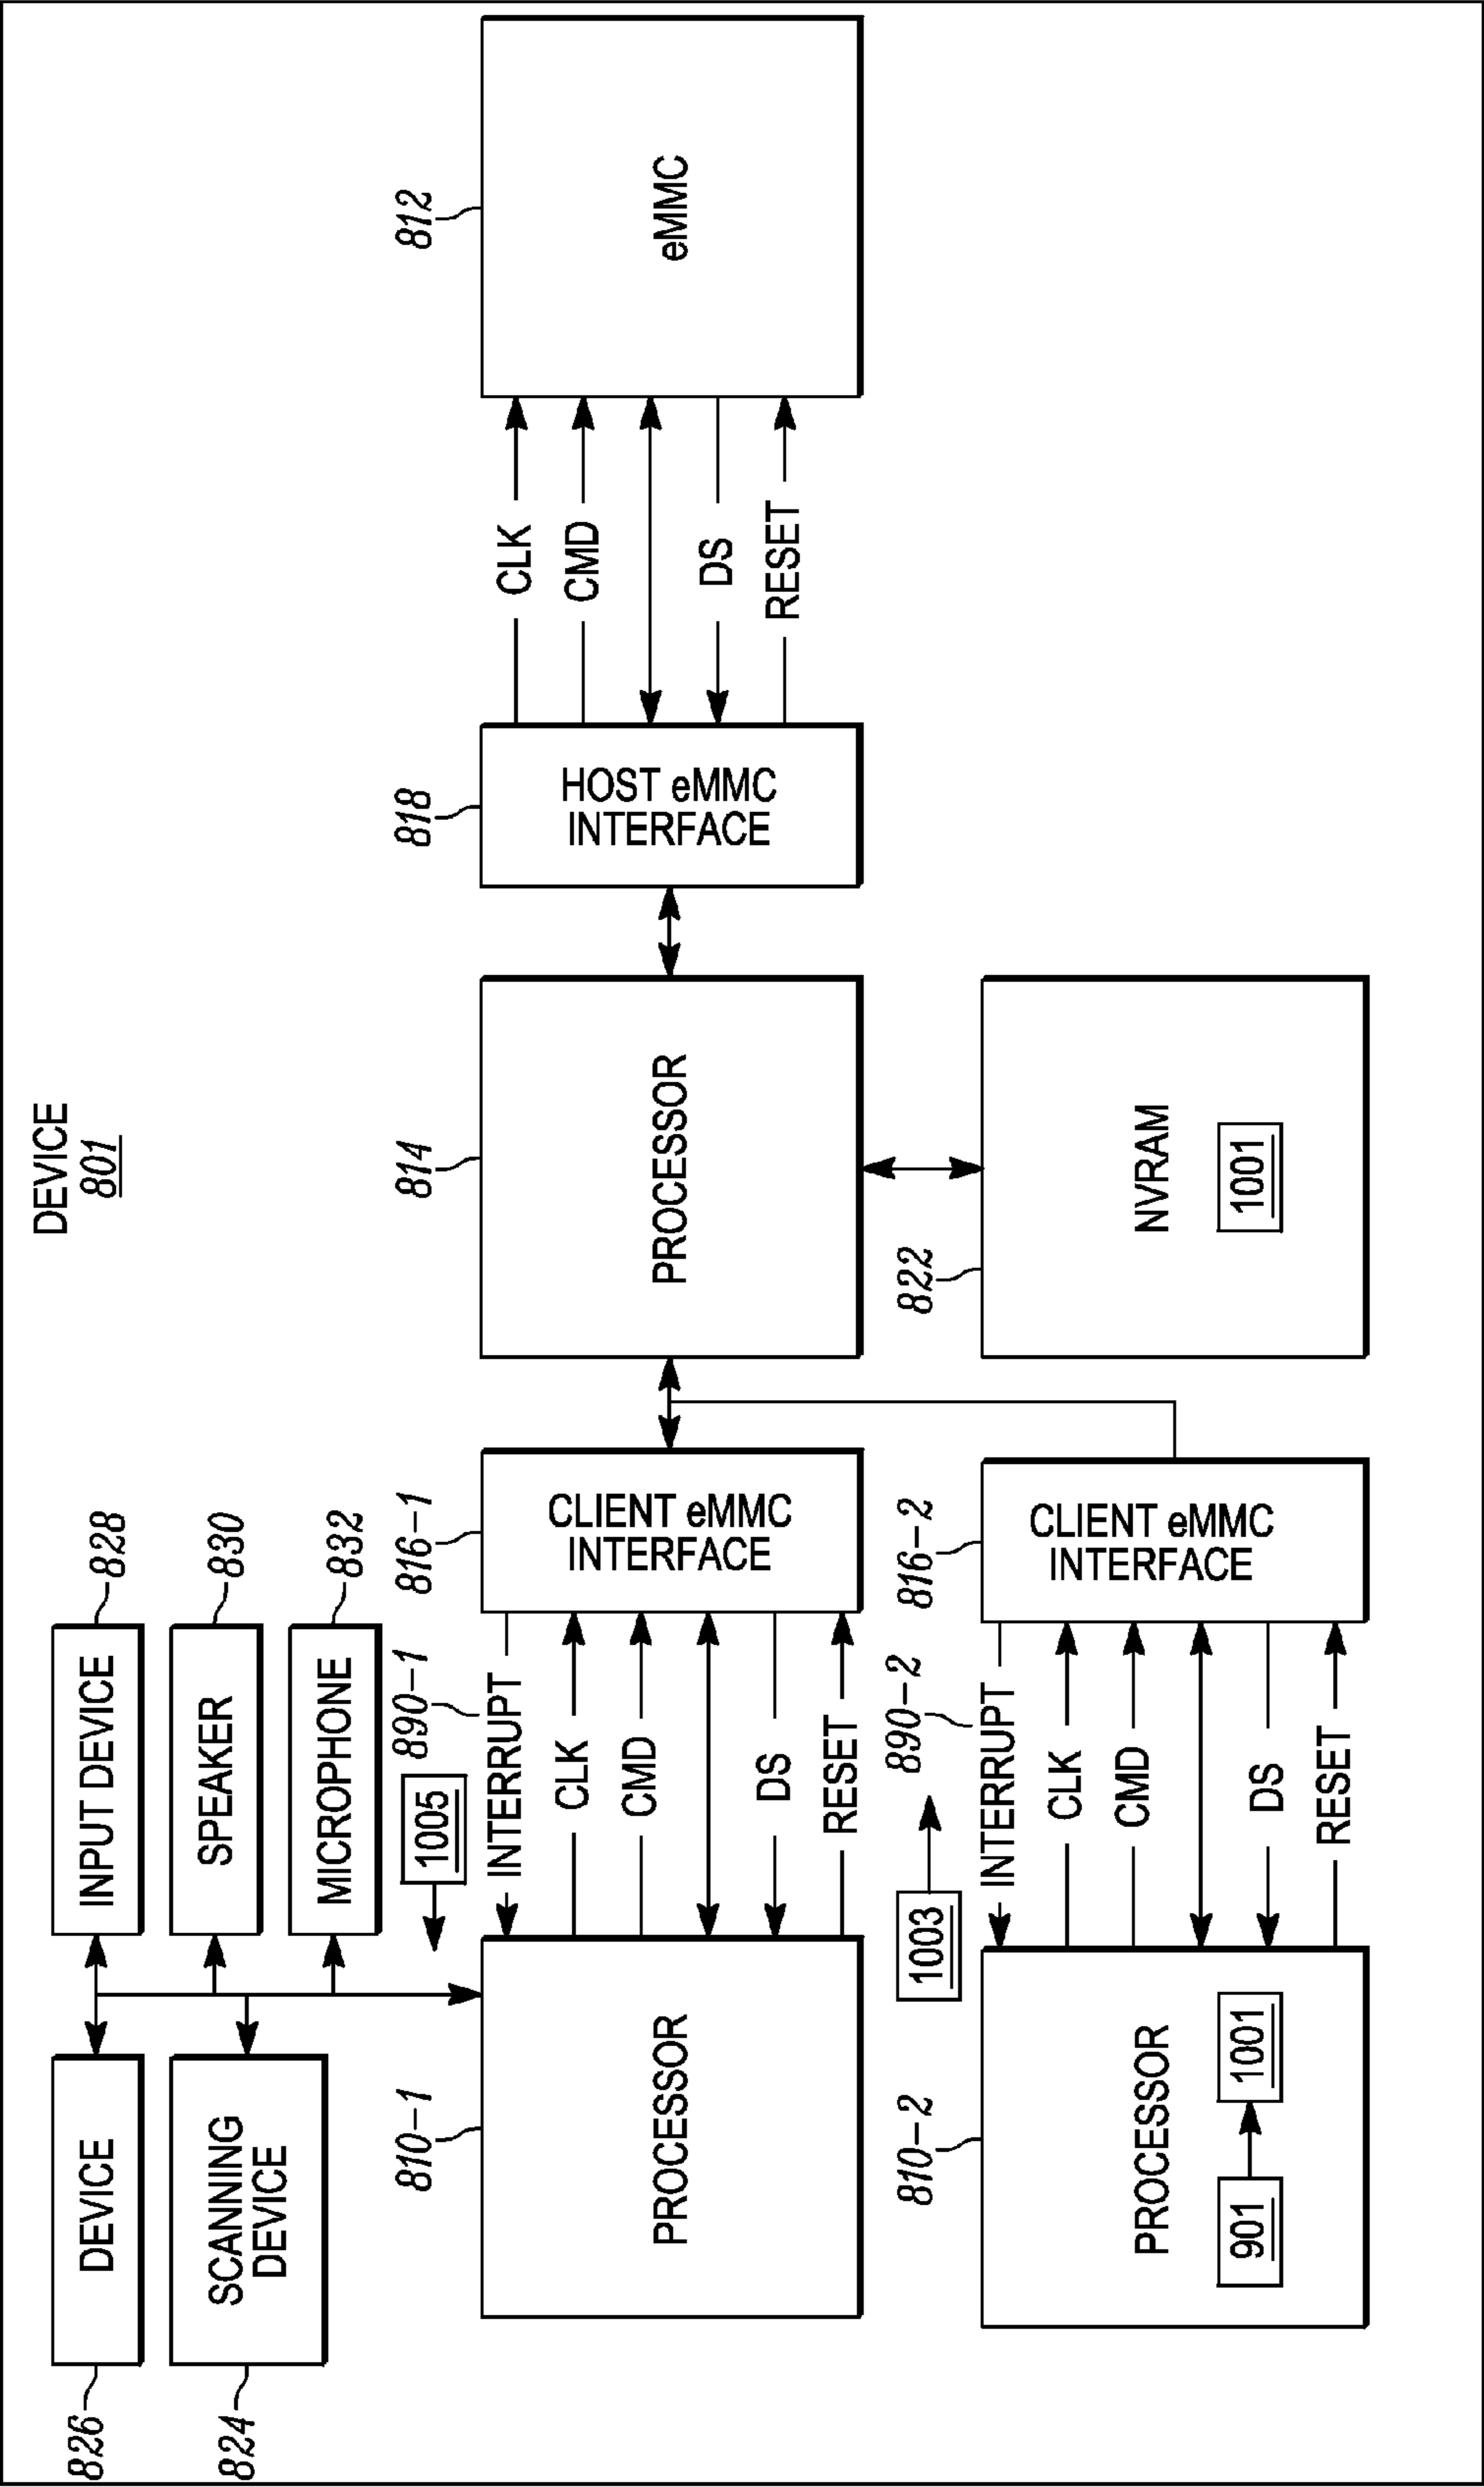 DEVICE
801
826
DEVICE
INPUT DEVICE
828
824
SCANNING
DEVICE
SPEAKER
830
MICROPHONE
832
1005
890-1
810-1
PROCESSOR
INTERRUPT
CLK
CMD
DS
RESET
816-1
CLIENT eMMC
INTERFACE
814
PROCESSOR
818
HOST eMMC
INTERFACE
CLK
CMD
DS
RESET
812
eMMC
1003
890-2
810-2
PROCESSOR
901
1001
INTERRUPT
CLK
CMD
DS
RESET
816-2
CLIENT eMMC
INTERFACE
822
NVRAM
1001